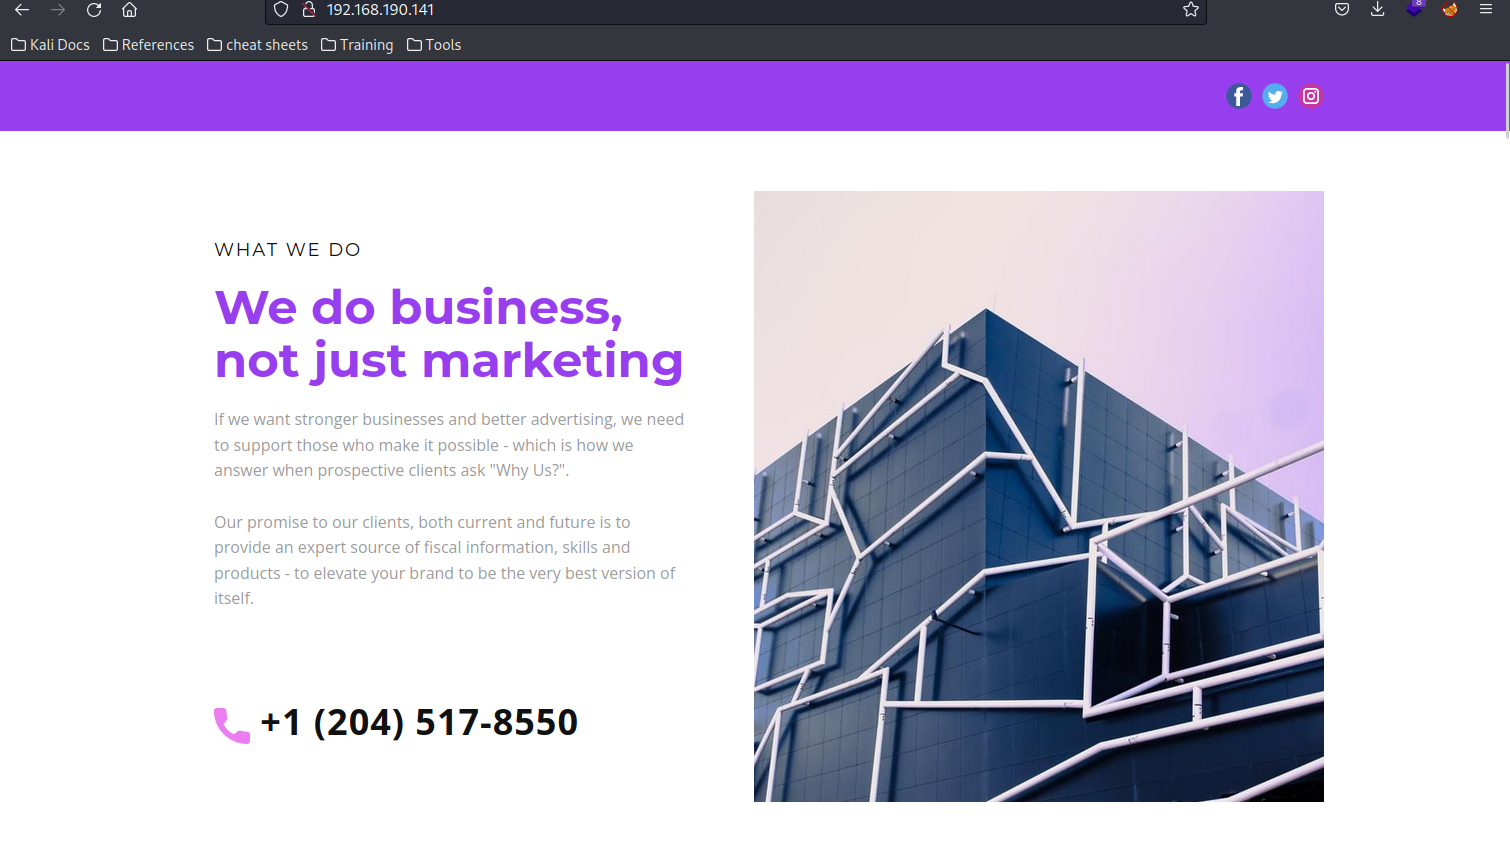 192.168.190.141
8
Kali Docs References cheat sheets Training Tools
WHAT WE DO
We do business,
not just marketing
If we want stronger businesses and better advertising, we need
to support those who make it possible - which is how we
answer when prospective clients ask "Why Us?".
Our promise to our clients, both current and future is to
provide an expert source of fiscal information, skills and
products - to elevate your brand to be the very best version of
itself.
+1 (204) 517-8550